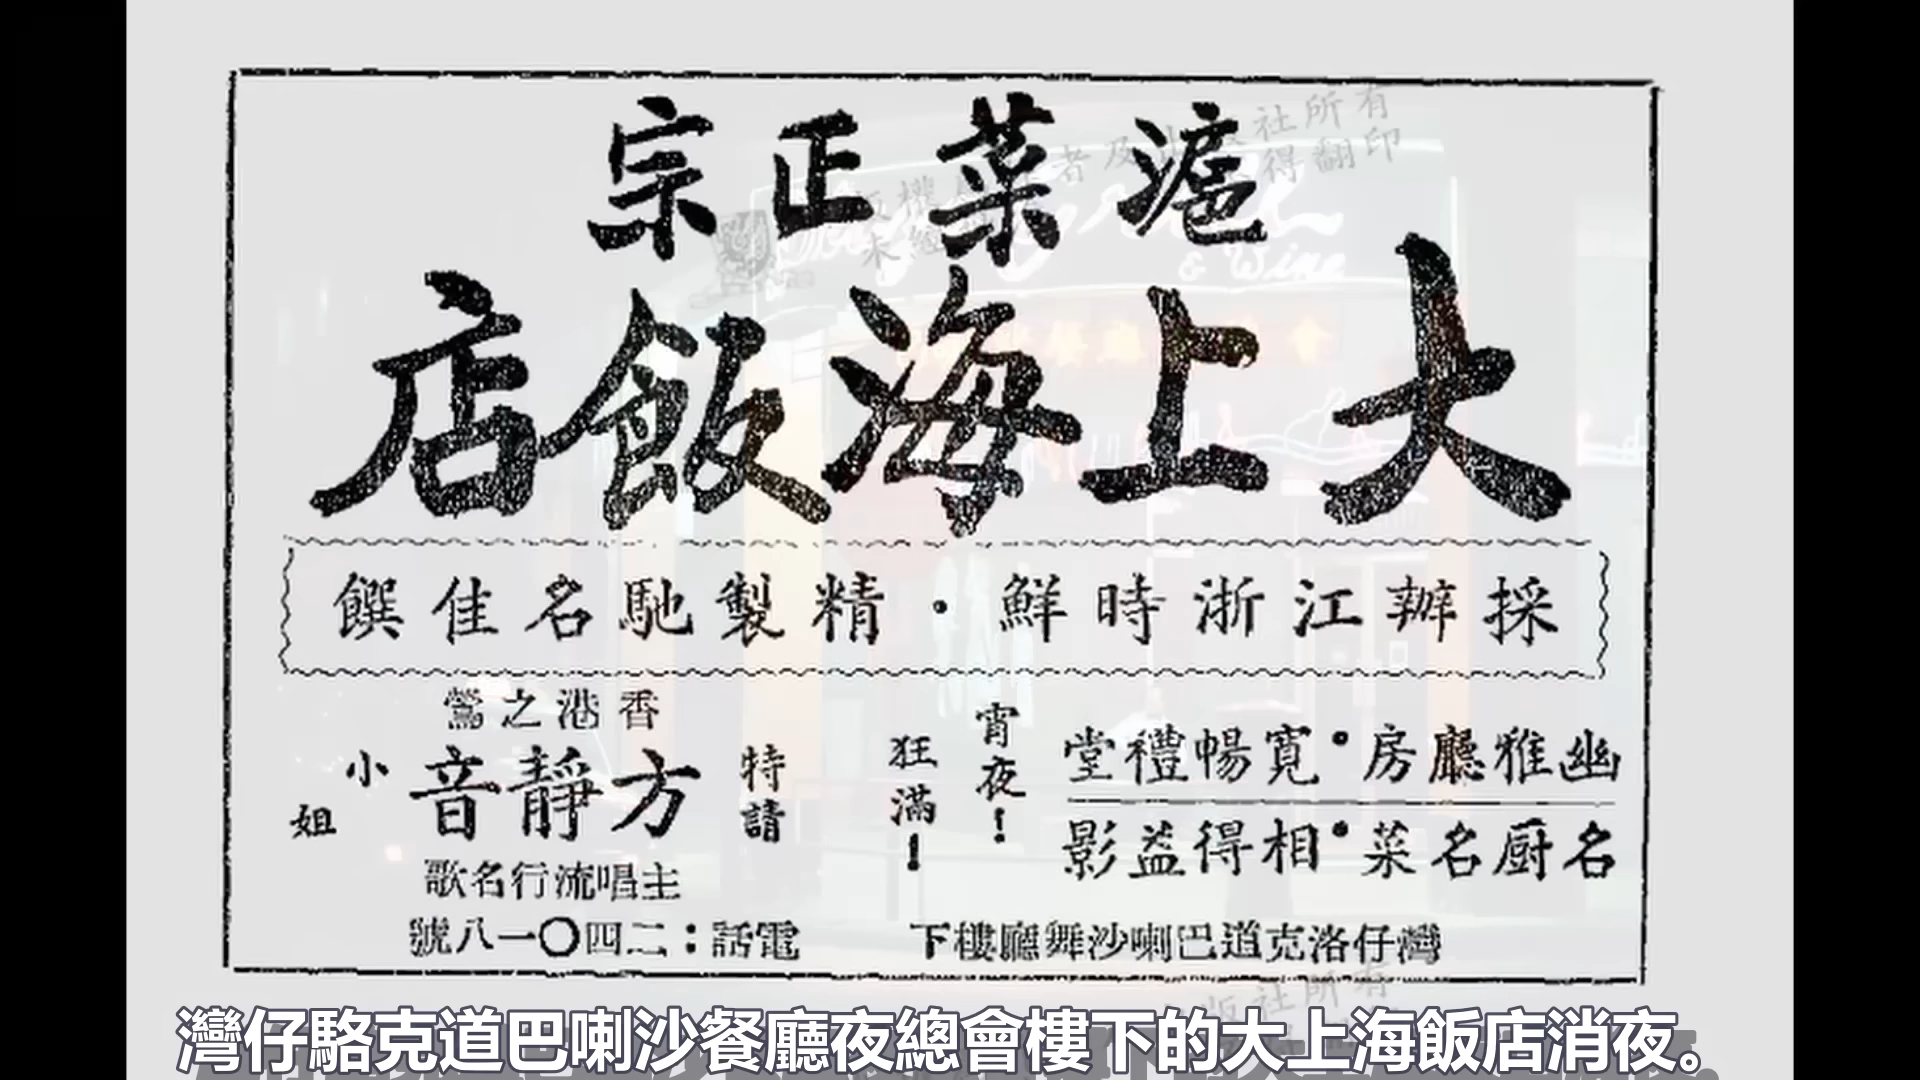 滬菜正宗
大上海飯店
採辦江浙時鮮·精製馳名佳饌
幽雅廳房·寬暢禮堂
名厨名菜·相得益影
宵夜!
狂滿!
特請
香港之鶯
方靜音小姐
主唱流行名歌
灣仔洛克道巴喇沙舞廳樓下
電話:二四〇一八號
灣仔駱克道巴喇沙餐廳夜總會樓下的大上海飯店消夜。